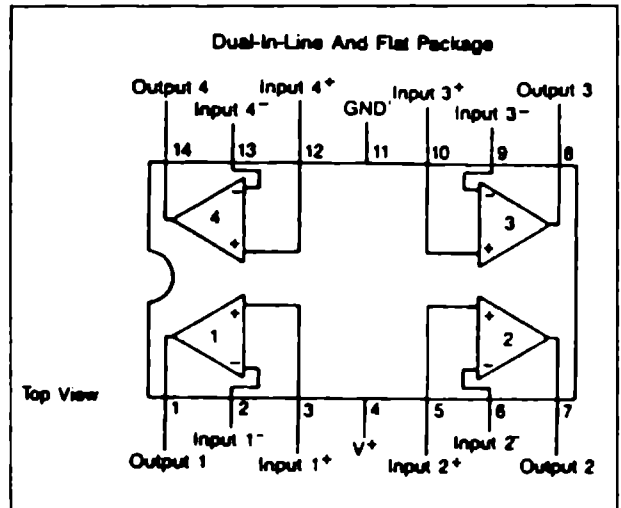 Dual-In-Line And Flat Package
Output 4
Input 4+
Input 4-
GND
Input 3+
Input 3-
Output 3
14 13 12 11 10 9 8
4 - +
3 - +
1 + -
2 + -
Top View
1 2 3 4 5 6 7
Output 1
Input 1-
Input 1+
V+
Input 2+
Input 2-
Output 2